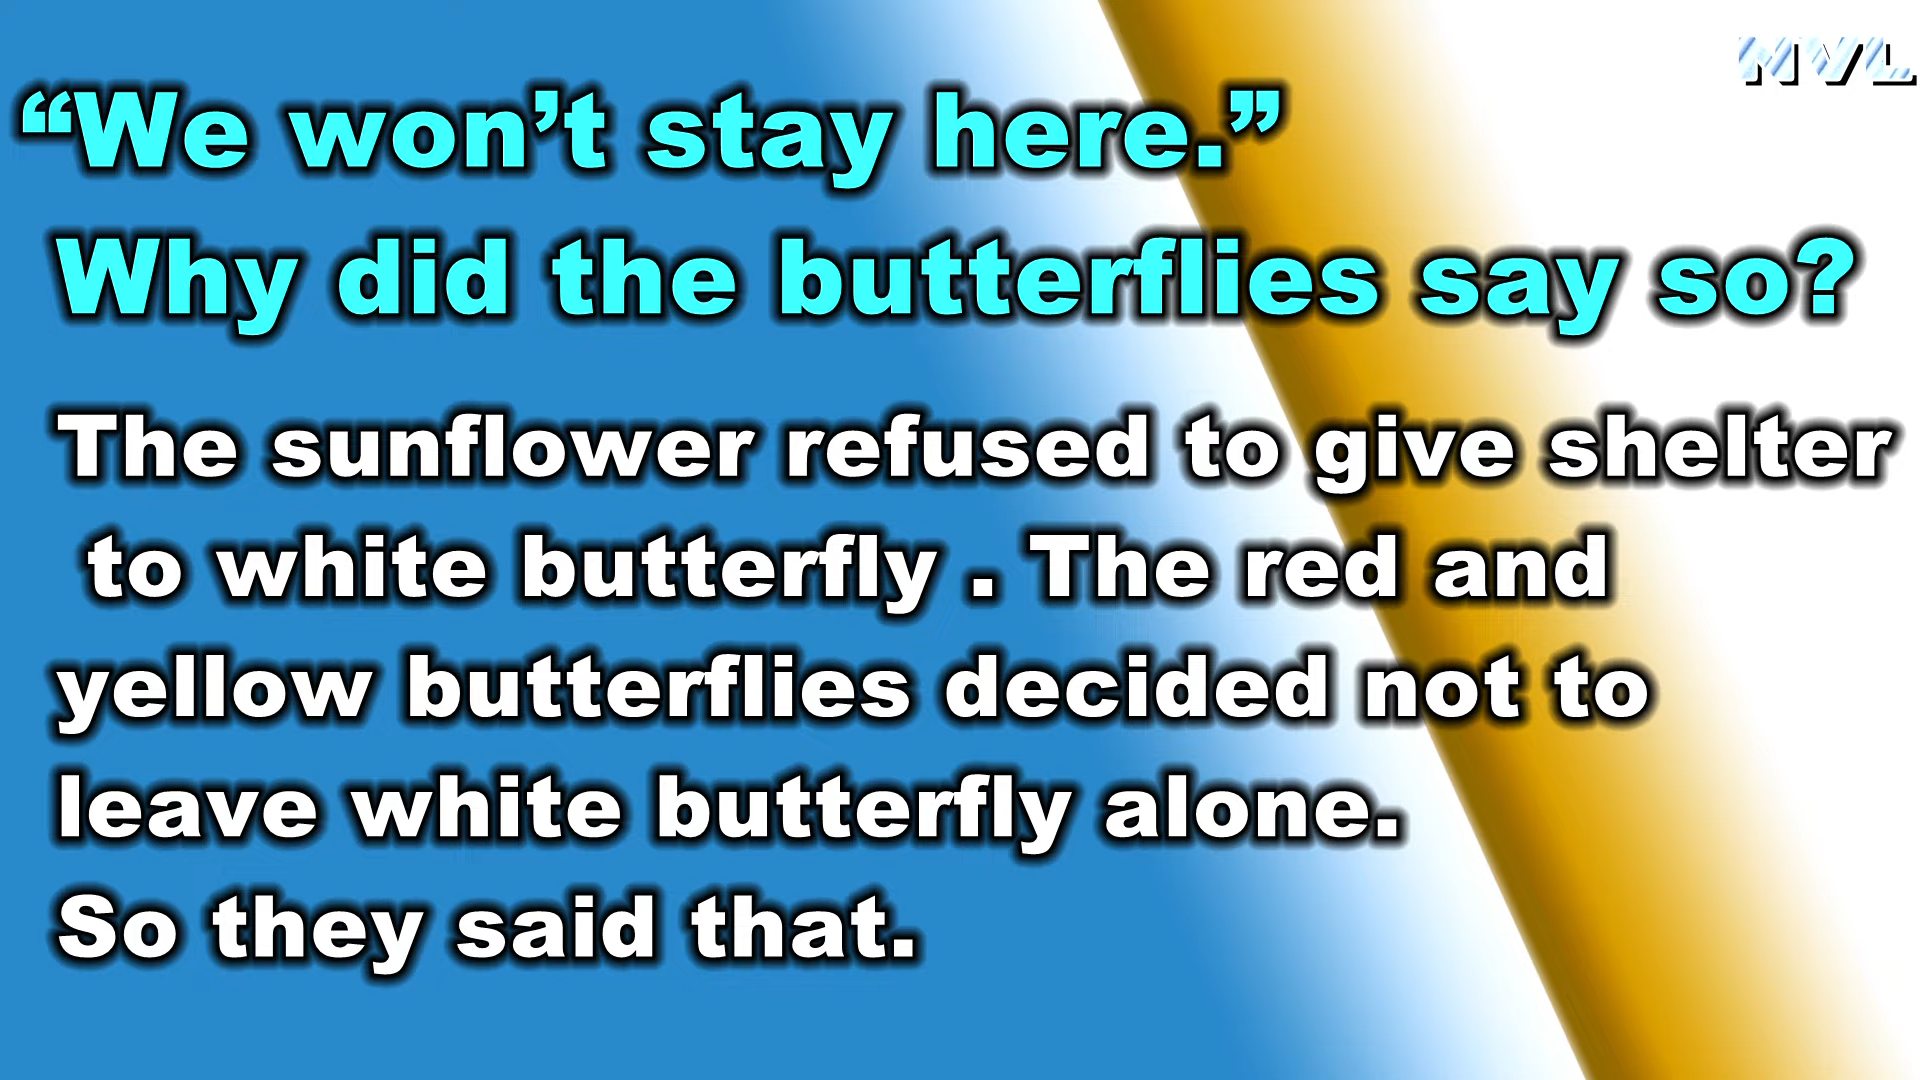 MVL
“We won’t stay here.”
Why did the butterflies say so?
The sunflower refused to give shelter
to white butterfly . The red and
yellow butterflies decided not to
leave white butterfly alone.
So they said that.